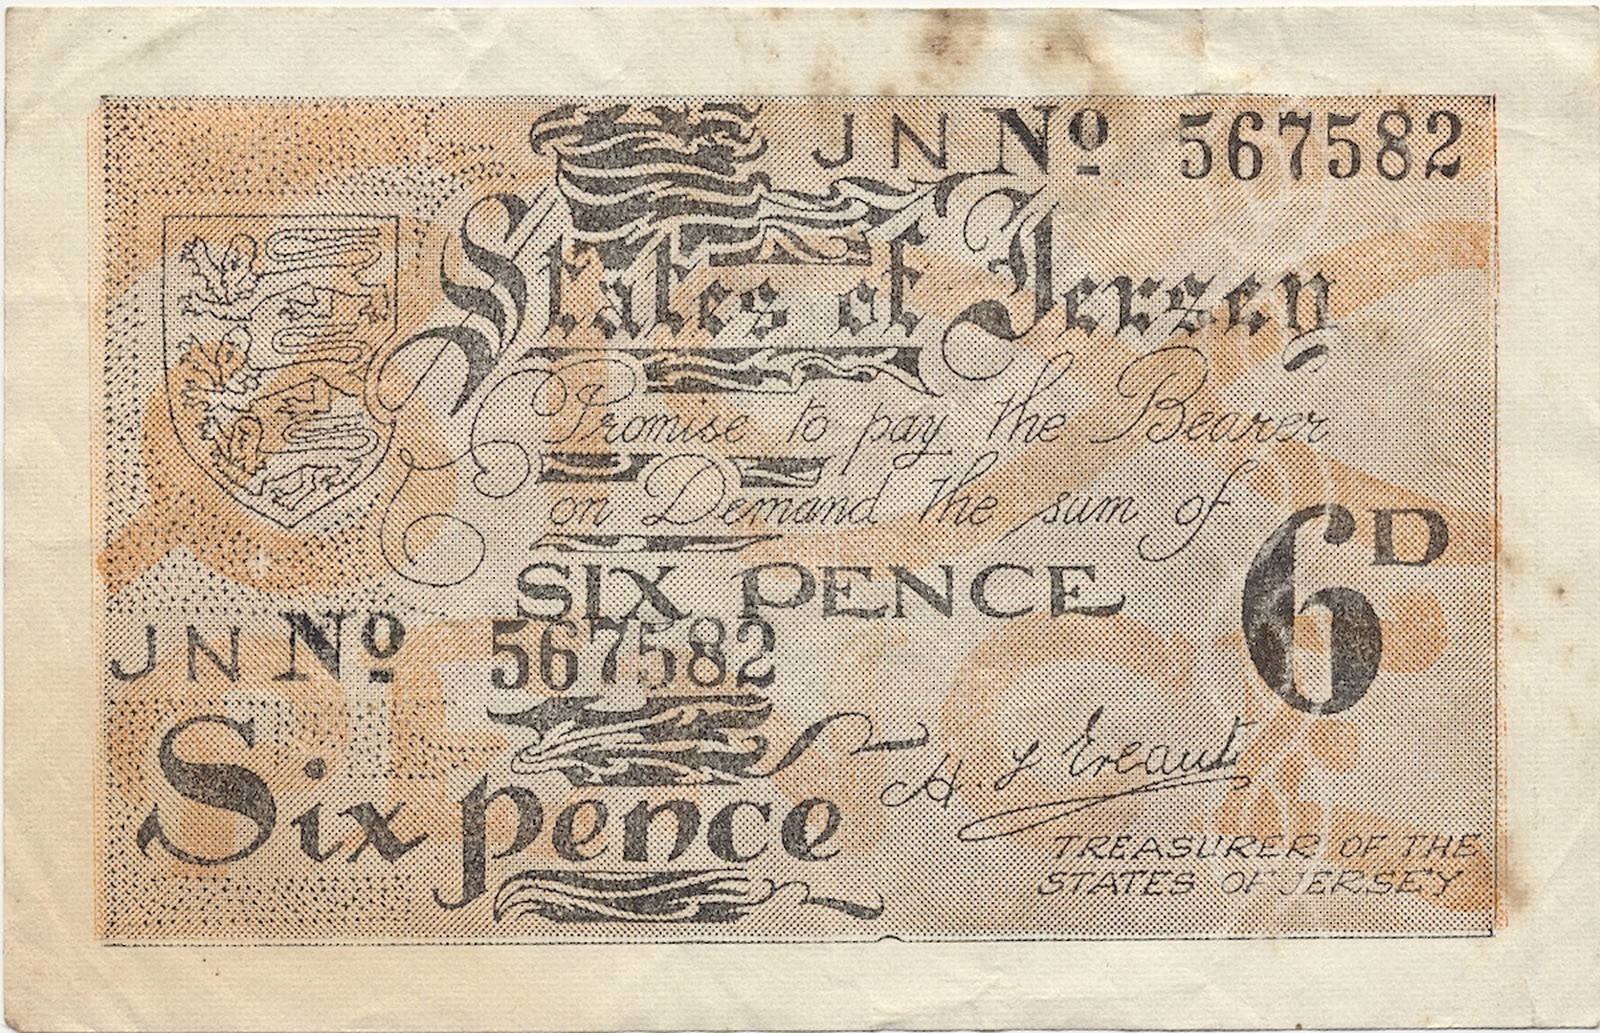 JN No 567582
States of Jersey
Promise to pay the Bearer
on Demand the sum of
SIX PENCE
6D
JN No 567582
Six pence
H. F. Ereaut
TREASURER OF THE
STATES OF JERSEY